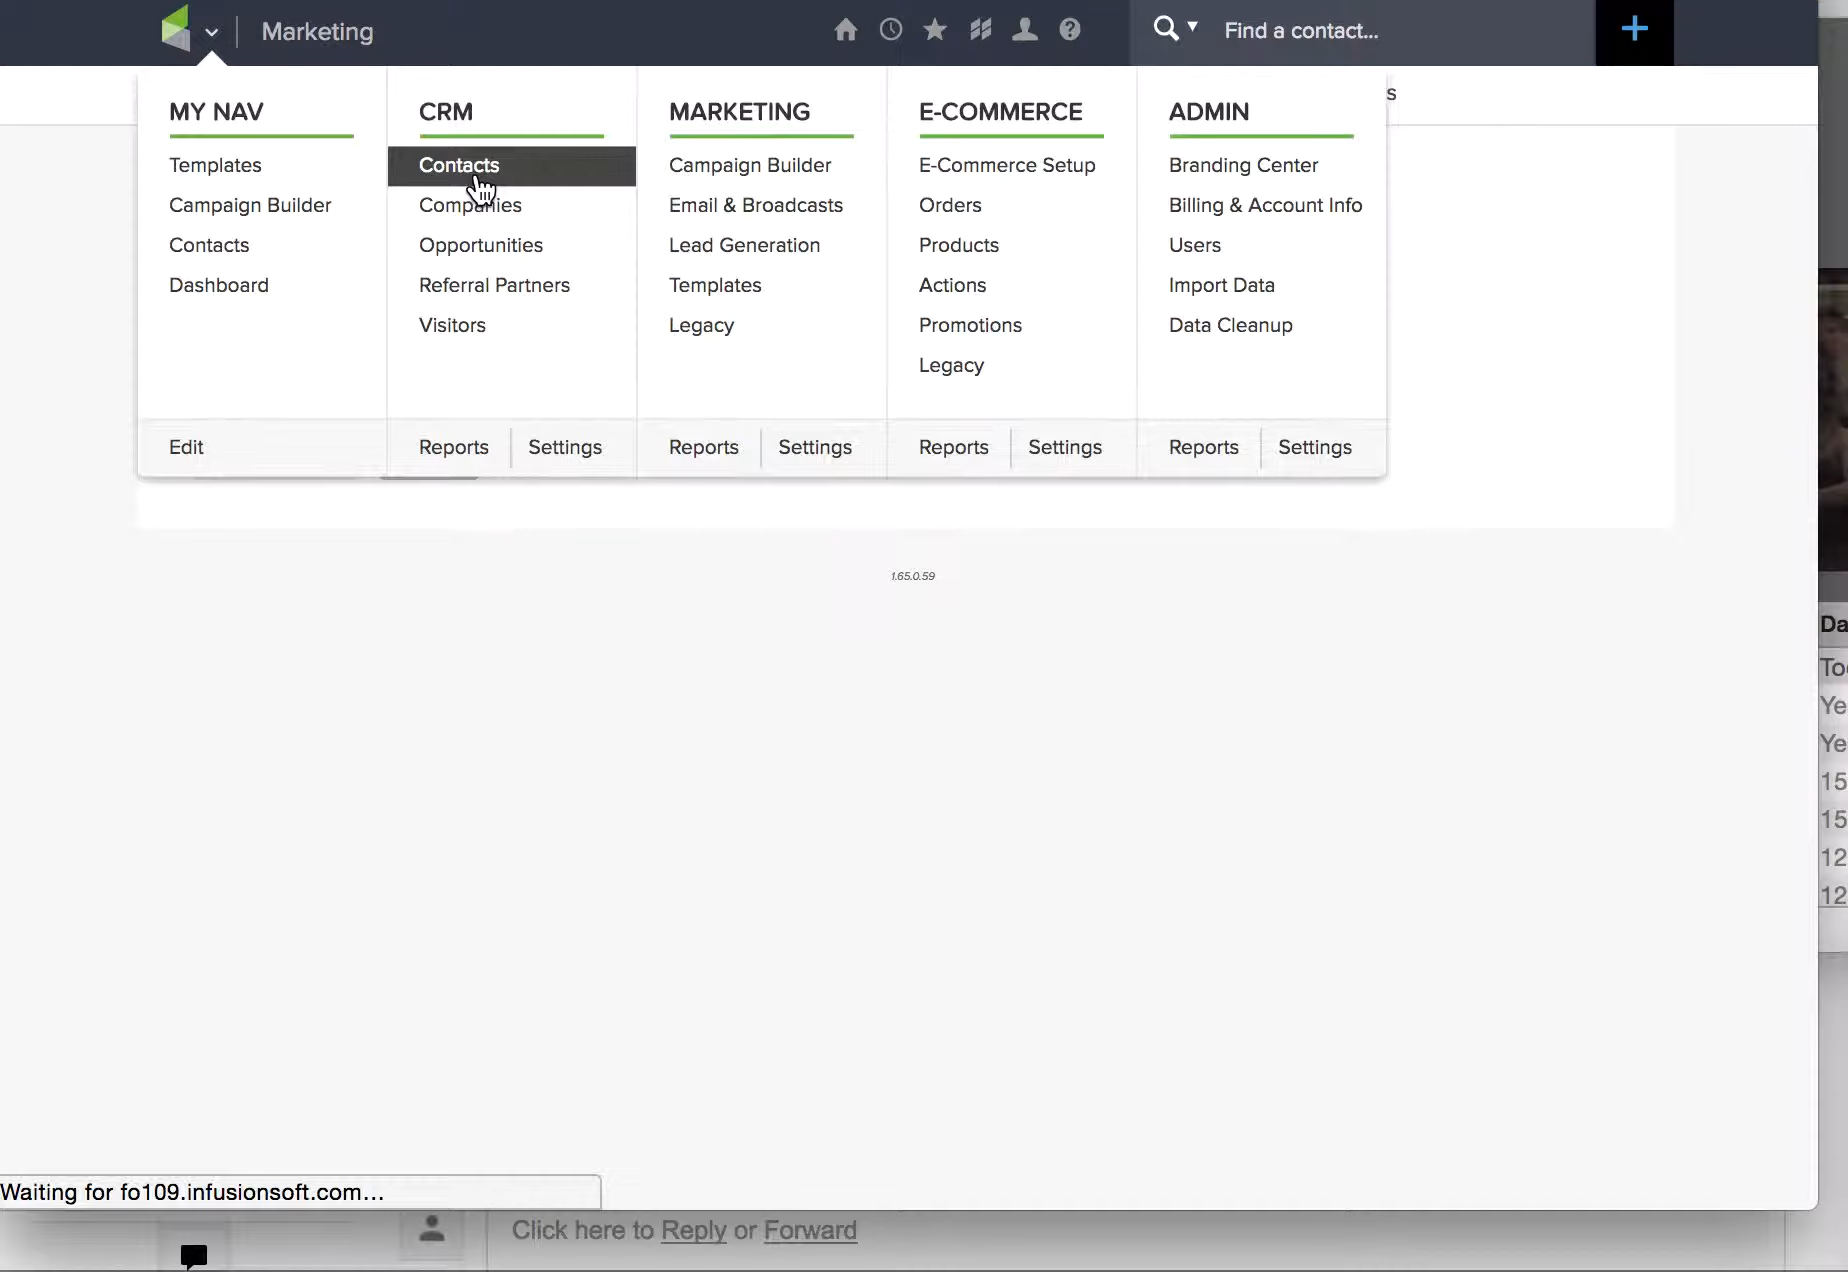 Marketing
Find a contact...
s
MY NAV
Templates
Campaign Builder
Contacts
Dashboard
Edit
CRM
Contacts
Companies
Opportunities
Referral Partners
Visitors
Reports
Settings
MARKETING
Campaign Builder
Email & Broadcasts
Lead Generation
Templates
Legacy
Reports
Settings
E-COMMERCE
E-Commerce Setup
Orders
Products
Actions
Promotions
Legacy
Reports
Settings
ADMIN
Branding Center
Billing & Account Info
Users
Import Data
Data Cleanup
Reports
Settings
1.65.0.59
Da
To
Ye
Ye
15
15
12
12
Waiting for fo109.infusionsoft.com...
Click here to Reply or Forward